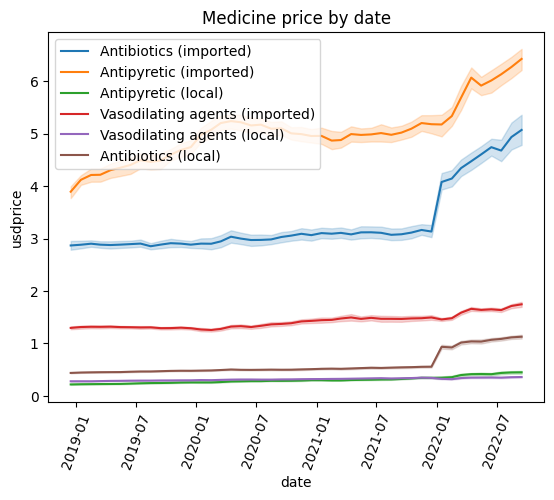 Medicine price by date
Antibiotics (imported)
Antipyretic (imported)
Antipyretic (local)
Vasodilating agents (imported)
Vasodilating agents (local)
Antibiotics (local)
usdprice
6
5
4
3
2
1
0
2019-01
2019-07
2020-01
2020-07
2021-01
2021-07
2022-01
2022-07
date